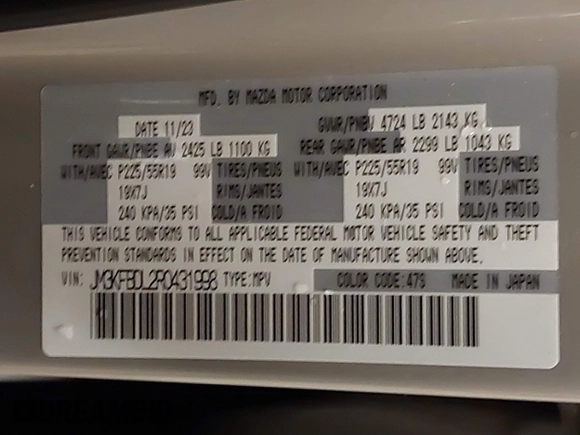 MFD. BY MAZDA MOTOR CORPORATION
DATE 11/23 GVWR/PNBV 4724 LB 2143 KG
FRONT GAWR/PNBE AV 2425 LB 1100 KG REAR GAWR/PNBE AR 2299 LB 1043 KG
WITH/AVEC P225/55R19 99V TIRES/PNEUS WITH/AVEC P225/55R19 99V TIRES/PNEUS
19X7J RIMS/JANTES 19X7J RIMS/JANTES
240 KPA/35 PSI COLD/A FROID 240 KPA/35 PSI COLD/A FROID
THIS VEHICLE CONFORMS TO ALL APPLICABLE FEDERAL MOTOR VEHICLE SAFETY AND THEFT
PREVENTION STANDARDS IN EFFECT ON THE DATE OF MANUFACTURE SHOWN ABOVE.
VIN: JM3KFBDL2R0431998 TYPE:MPV COLOR CODE:47S MADE IN JAPAN